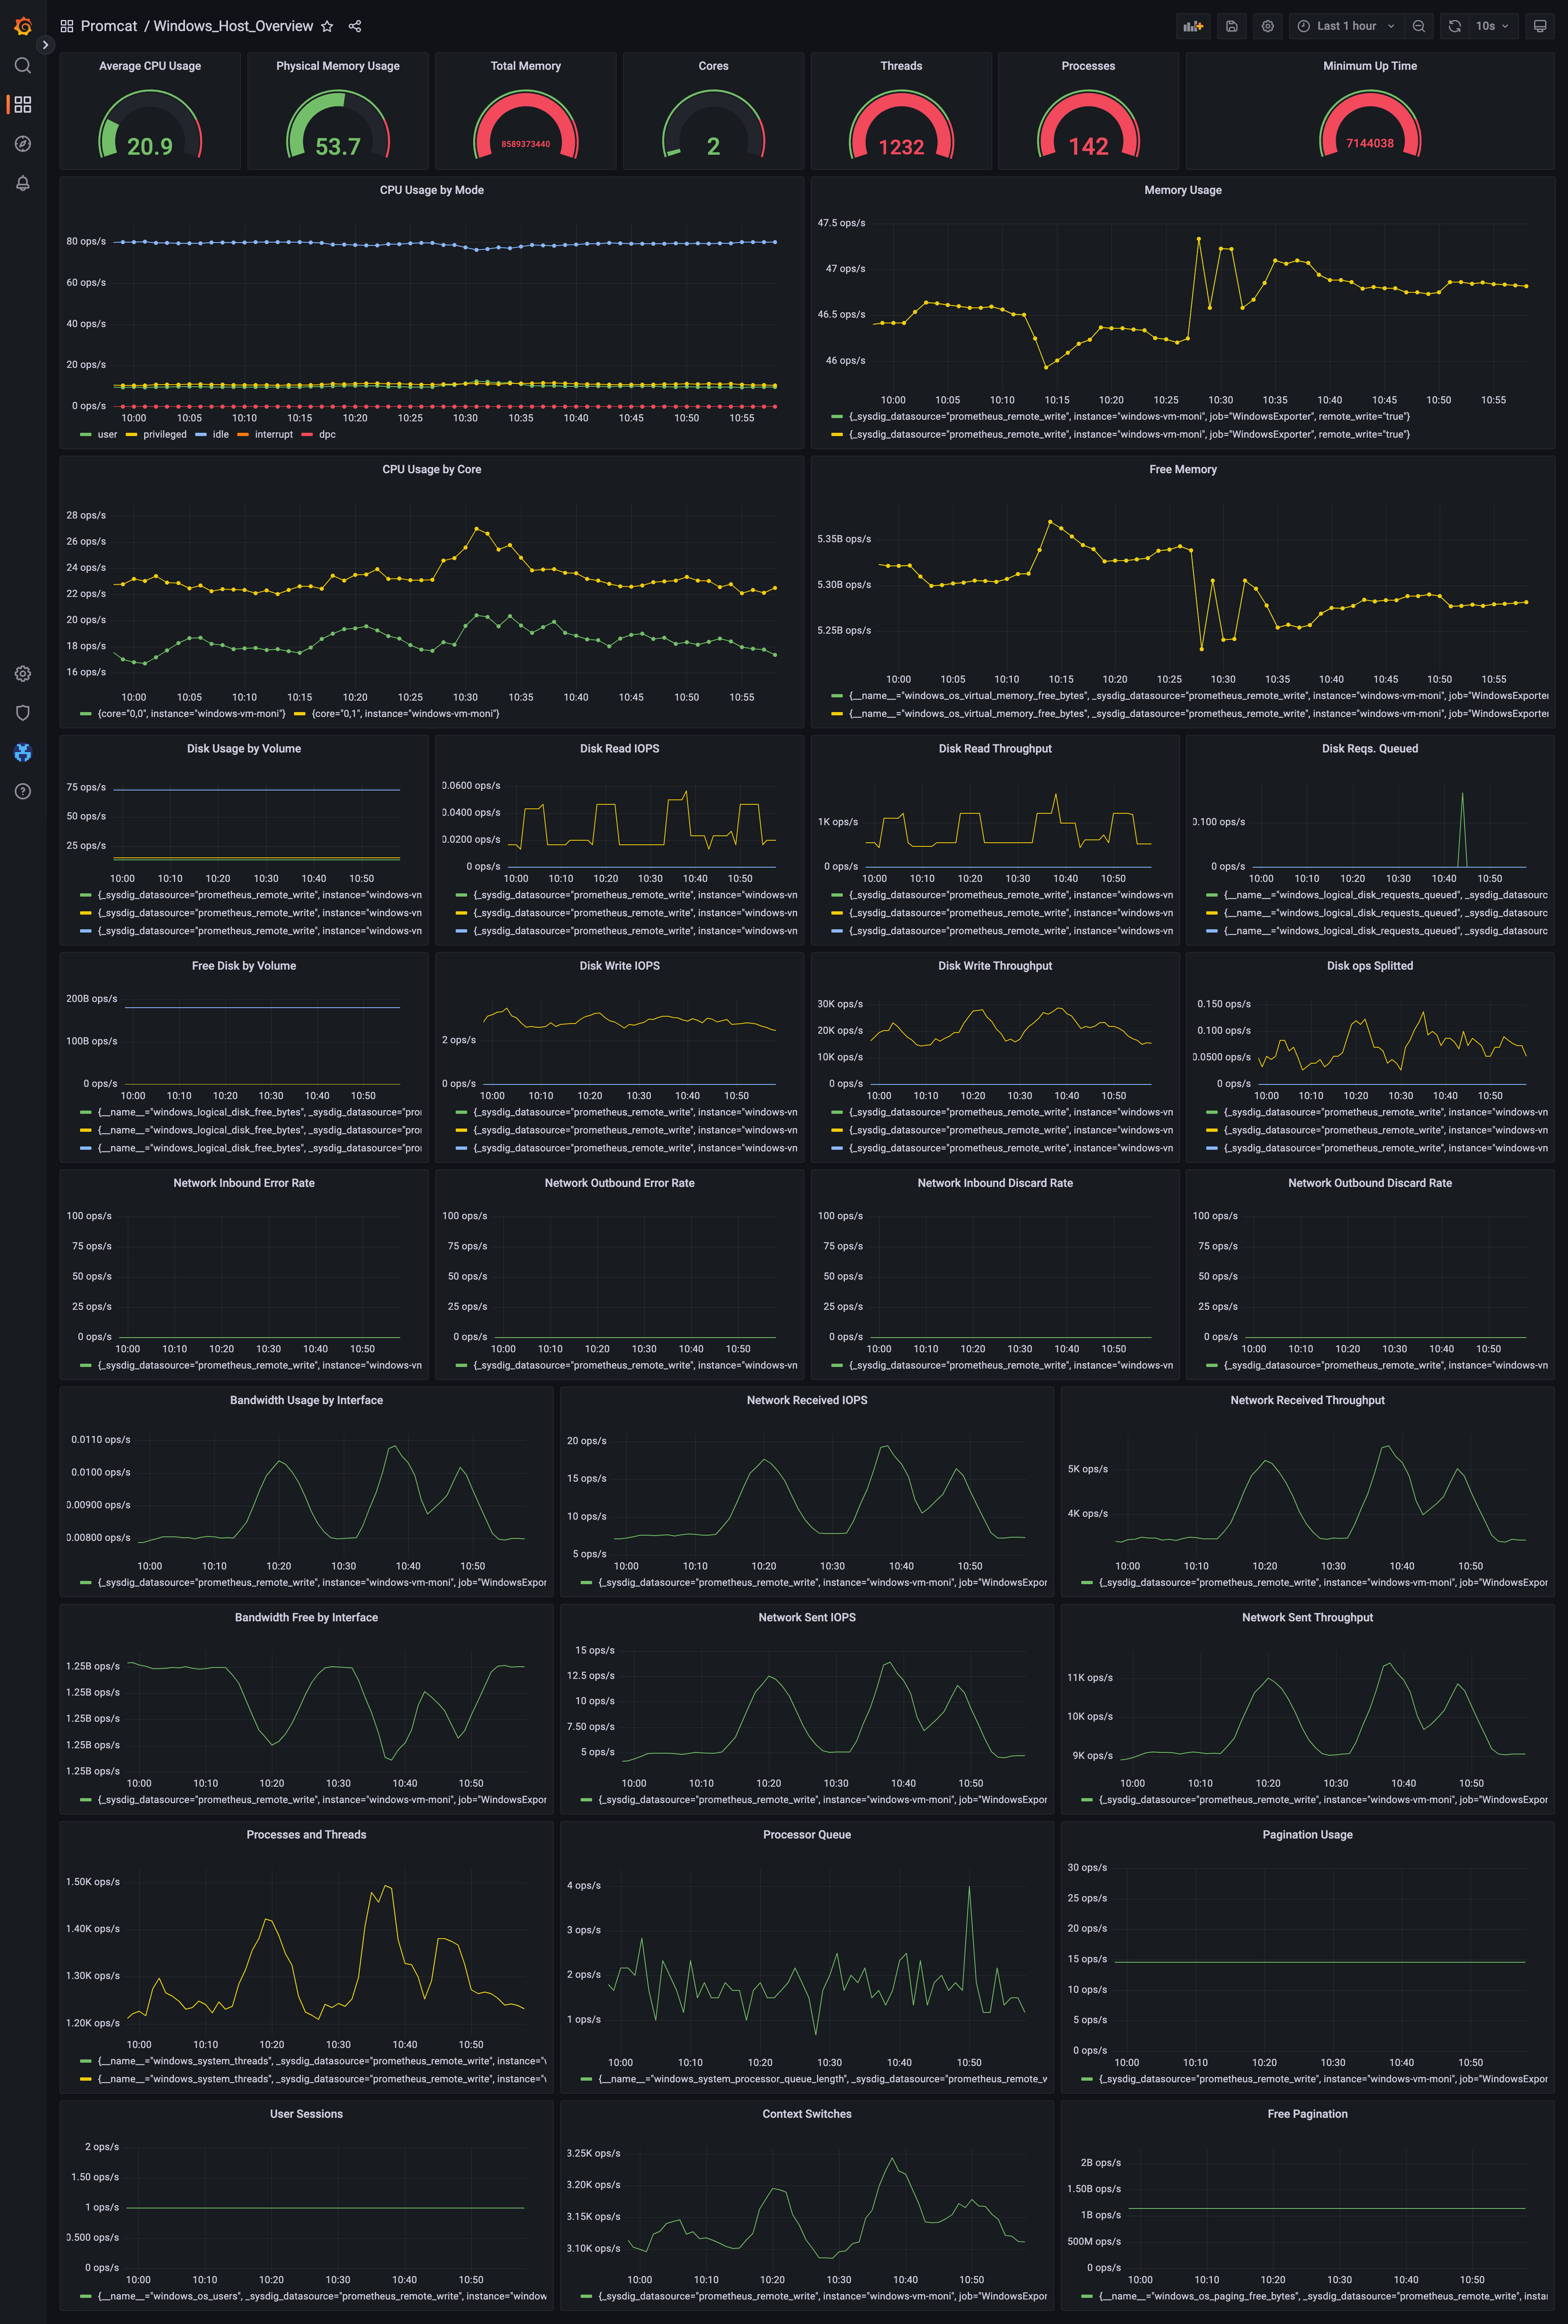 Promcat / Windows_Host_Overview
Last 1 hour
10s
Average CPU Usage
20.9
Physical Memory Usage
53.7
Total Memory
8589373440
Cores
2
Threads
1232
Processes
142
Minimum Up Time
7144038
CPU Usage by Mode
80 ops/s
60 ops/s
40 ops/s
20 ops/s
0 ops/s
10:00 10:05 10:10 10:15 10:20 10:25 10:30 10:35 10:40 10:45 10:50 10:55
user privileged idle interrupt dpc
Memory Usage
47.5 ops/s
47 ops/s
46.5 ops/s
46 ops/s
10:00 10:05 10:10 10:15 10:20 10:25 10:30 10:35 10:40 10:45 10:50 10:55
{_sysdig_datasource="prometheus_remote_write", instance="windows-vm-moni", job="WindowsExporter", remote_write="true"}
{_sysdig_datasource="prometheus_remote_write", instance="windows-vm-moni", job="WindowsExporter", remote_write="true"}
CPU Usage by Core
28 ops/s
26 ops/s
24 ops/s
22 ops/s
20 ops/s
18 ops/s
16 ops/s
10:00 10:05 10:10 10:15 10:20 10:25 10:30 10:35 10:40 10:45 10:50 10:55
{core="0,0", instance="windows-vm-moni"} {core="0,1", instance="windows-vm-moni"}
Free Memory
5.35B ops/s
5.30B ops/s
5.25B ops/s
10:00 10:05 10:10 10:15 10:20 10:25 10:30 10:35 10:40 10:45 10:50 10:55
{__name__="windows_os_virtual_memory_free_bytes", _sysdig_datasource="prometheus_remote_write", instance="windows-vm-moni", job="WindowsExporter
{__name__="windows_os_virtual_memory_free_bytes", _sysdig_datasource="prometheus_remote_write", instance="windows-vm-moni", job="WindowsExporter
Disk Usage by Volume
75 ops/s
50 ops/s
25 ops/s
10:00 10:10 10:20 10:30 10:40 10:50
{_sysdig_datasource="prometheus_remote_write", instance="windows-vn
{_sysdig_datasource="prometheus_remote_write", instance="windows-vn
{_sysdig_datasource="prometheus_remote_write", instance="windows-vn
Disk Read IOPS
0.0600 ops/s
0.0400 ops/s
0.0200 ops/s
0 ops/s
10:00 10:10 10:20 10:30 10:40 10:50
{_sysdig_datasource="prometheus_remote_write", instance="windows-vn
{_sysdig_datasource="prometheus_remote_write", instance="windows-vn
{_sysdig_datasource="prometheus_remote_write", instance="windows-vn
Disk Read Throughput
1K ops/s
0 ops/s
10:00 10:10 10:20 10:30 10:40 10:50
{_sysdig_datasource="prometheus_remote_write", instance="windows-vn
{_sysdig_datasource="prometheus_remote_write", instance="windows-vn
{_sysdig_datasource="prometheus_remote_write", instance="windows-vn
Disk Reqs. Queued
0.100 ops/s
0 ops/s
10:00 10:10 10:20 10:30 10:40 10:50
{__name__="windows_logical_disk_requests_queued", _sysdig_datasourc
{__name__="windows_logical_disk_requests_queued", _sysdig_datasourc
{__name__="windows_logical_disk_requests_queued", _sysdig_datasourc
Free Disk by Volume
200B ops/s
100B ops/s
0 ops/s
10:00 10:10 10:20 10:30 10:40 10:50
{__name__="windows_logical_disk_free_bytes", _sysdig_datasource="pro
{__name__="windows_logical_disk_free_bytes", _sysdig_datasource="pro
{__name__="windows_logical_disk_free_bytes", _sysdig_datasource="pro
Disk Write IOPS
2 ops/s
0 ops/s
10:00 10:10 10:20 10:30 10:40 10:50
{_sysdig_datasource="prometheus_remote_write", instance="windows-vn
{_sysdig_datasource="prometheus_remote_write", instance="windows-vn
{_sysdig_datasource="prometheus_remote_write", instance="windows-vn
Disk Write Throughput
30K ops/s
20K ops/s
10K ops/s
0 ops/s
10:00 10:10 10:20 10:30 10:40 10:50
{_sysdig_datasource="prometheus_remote_write", instance="windows-vn
{_sysdig_datasource="prometheus_remote_write", instance="windows-vn
{_sysdig_datasource="prometheus_remote_write", instance="windows-vn
Disk ops Splitted
0.150 ops/s
0.100 ops/s
0.0500 ops/s
0 ops/s
10:00 10:10 10:20 10:30 10:40 10:50
{_sysdig_datasource="prometheus_remote_write", instance="windows-vn
{_sysdig_datasource="prometheus_remote_write", instance="windows-vn
{_sysdig_datasource="prometheus_remote_write", instance="windows-vn
Network Inbound Error Rate
100 ops/s
75 ops/s
50 ops/s
25 ops/s
0 ops/s
10:00 10:10 10:20 10:30 10:40 10:50
{_sysdig_datasource="prometheus_remote_write", instance="windows-vn
Network Outbound Error Rate
100 ops/s
75 ops/s
50 ops/s
25 ops/s
0 ops/s
10:00 10:10 10:20 10:30 10:40 10:50
{_sysdig_datasource="prometheus_remote_write", instance="windows-vn
Network Inbound Discard Rate
100 ops/s
75 ops/s
50 ops/s
25 ops/s
0 ops/s
10:00 10:10 10:20 10:30 10:40 10:50
{_sysdig_datasource="prometheus_remote_write", instance="windows-vn
Network Outbound Discard Rate
100 ops/s
75 ops/s
50 ops/s
25 ops/s
0 ops/s
10:00 10:10 10:20 10:30 10:40 10:50
{_sysdig_datasource="prometheus_remote_write", instance="windows-vn
Bandwidth Usage by Interface
0.0110 ops/s
0.0100 ops/s
0.00900 ops/s
0.00800 ops/s
10:00 10:10 10:20 10:30 10:40 10:50
{_sysdig_datasource="prometheus_remote_write", instance="windows-vm-moni", job="WindowsExpor
Network Received IOPS
20 ops/s
15 ops/s
10 ops/s
5 ops/s
10:00 10:10 10:20 10:30 10:40 10:50
{_sysdig_datasource="prometheus_remote_write", instance="windows-vm-moni", job="WindowsExpor
Network Received Throughput
5K ops/s
4K ops/s
10:00 10:10 10:20 10:30 10:40 10:50
{_sysdig_datasource="prometheus_remote_write", instance="windows-vm-moni", job="WindowsExpor
Bandwidth Free by Interface
1.25B ops/s
1.25B ops/s
1.25B ops/s
1.25B ops/s
1.25B ops/s
10:00 10:10 10:20 10:30 10:40 10:50
{_sysdig_datasource="prometheus_remote_write", instance="windows-vm-moni", job="WindowsExpor
Network Sent IOPS
15 ops/s
12.5 ops/s
10 ops/s
7.50 ops/s
5 ops/s
10:00 10:10 10:20 10:30 10:40 10:50
{_sysdig_datasource="prometheus_remote_write", instance="windows-vm-moni", job="WindowsExpor
Network Sent Throughput
11K ops/s
10K ops/s
9K ops/s
10:00 10:10 10:20 10:30 10:40 10:50
{_sysdig_datasource="prometheus_remote_write", instance="windows-vm-moni", job="WindowsExpor
Processes and Threads
1.50K ops/s
1.40K ops/s
1.30K ops/s
1.20K ops/s
10:00 10:10 10:20 10:30 10:40 10:50
{__name__="windows_system_threads", _sysdig_datasource="prometheus_remote_write", instance="
{__name__="windows_system_threads", _sysdig_datasource="prometheus_remote_write", instance="
Processor Queue
4 ops/s
3 ops/s
2 ops/s
1 ops/s
10:00 10:10 10:20 10:30 10:40 10:50
{__name__="windows_system_processor_queue_length", _sysdig_datasource="prometheus_remote_w
Pagination Usage
30 ops/s
25 ops/s
20 ops/s
15 ops/s
10 ops/s
5 ops/s
0 ops/s
10:00 10:10 10:20 10:30 10:40 10:50
{_sysdig_datasource="prometheus_remote_write", instance="windows-vm-moni", job="WindowsExpor
User Sessions
2 ops/s
1.50 ops/s
1 ops/s
0.500 ops/s
0 ops/s
10:00 10:10 10:20 10:30 10:40 10:50
{__name__="windows_os_users", _sysdig_datasource="prometheus_remote_write", instance="window
Context Switches
3.25K ops/s
3.20K ops/s
3.15K ops/s
3.10K ops/s
10:00 10:10 10:20 10:30 10:40 10:50
{_sysdig_datasource="prometheus_remote_write", instance="windows-vm-moni", job="WindowsExpor
Free Pagination
2B ops/s
1.50B ops/s
1B ops/s
500M ops/s
0 ops/s
10:00 10:10 10:20 10:30 10:40 10:50
{__name__="windows_os_paging_free_bytes", _sysdig_datasource="prometheus_remote_write", insta